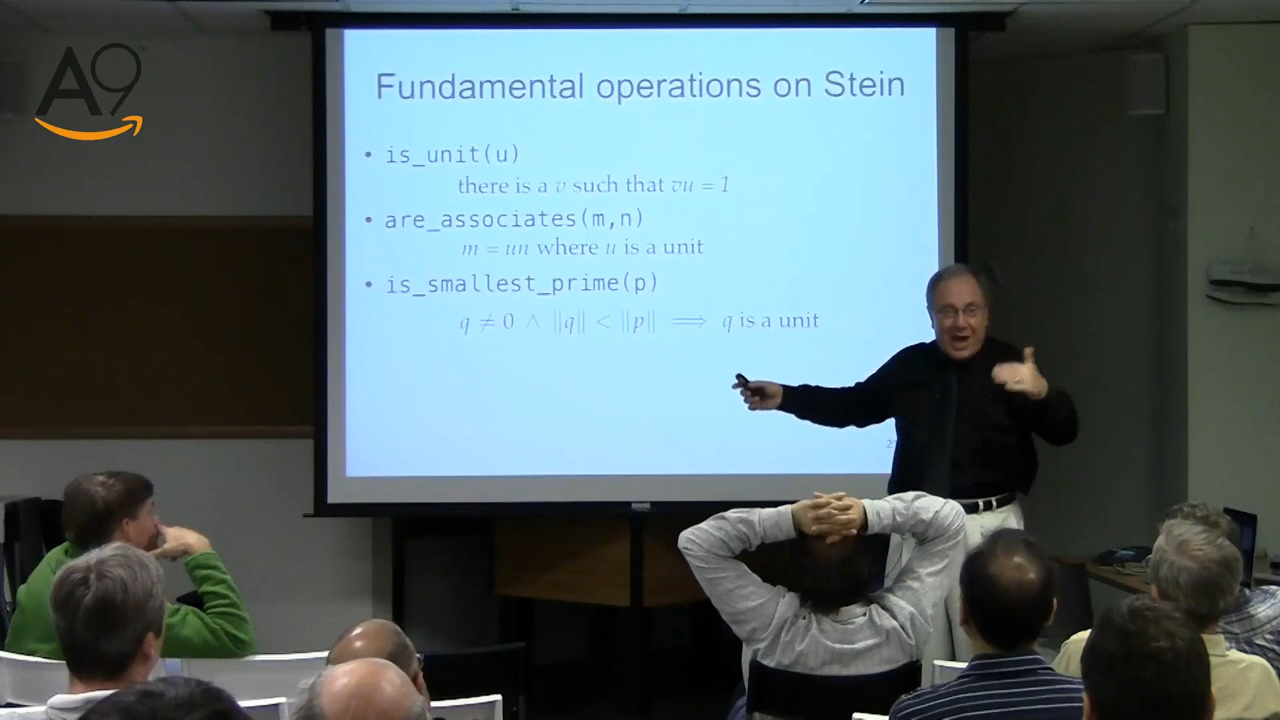 A9
Fundamental operations on Stein
• is_unit(u)
there is a v such that vu = 1
• are_associates(m,n)
m = un where u is a unit
• is_smallest_prime(p)
q ≠ 0 ∧ ‖q‖ < ‖p‖ ⟹ q is a unit